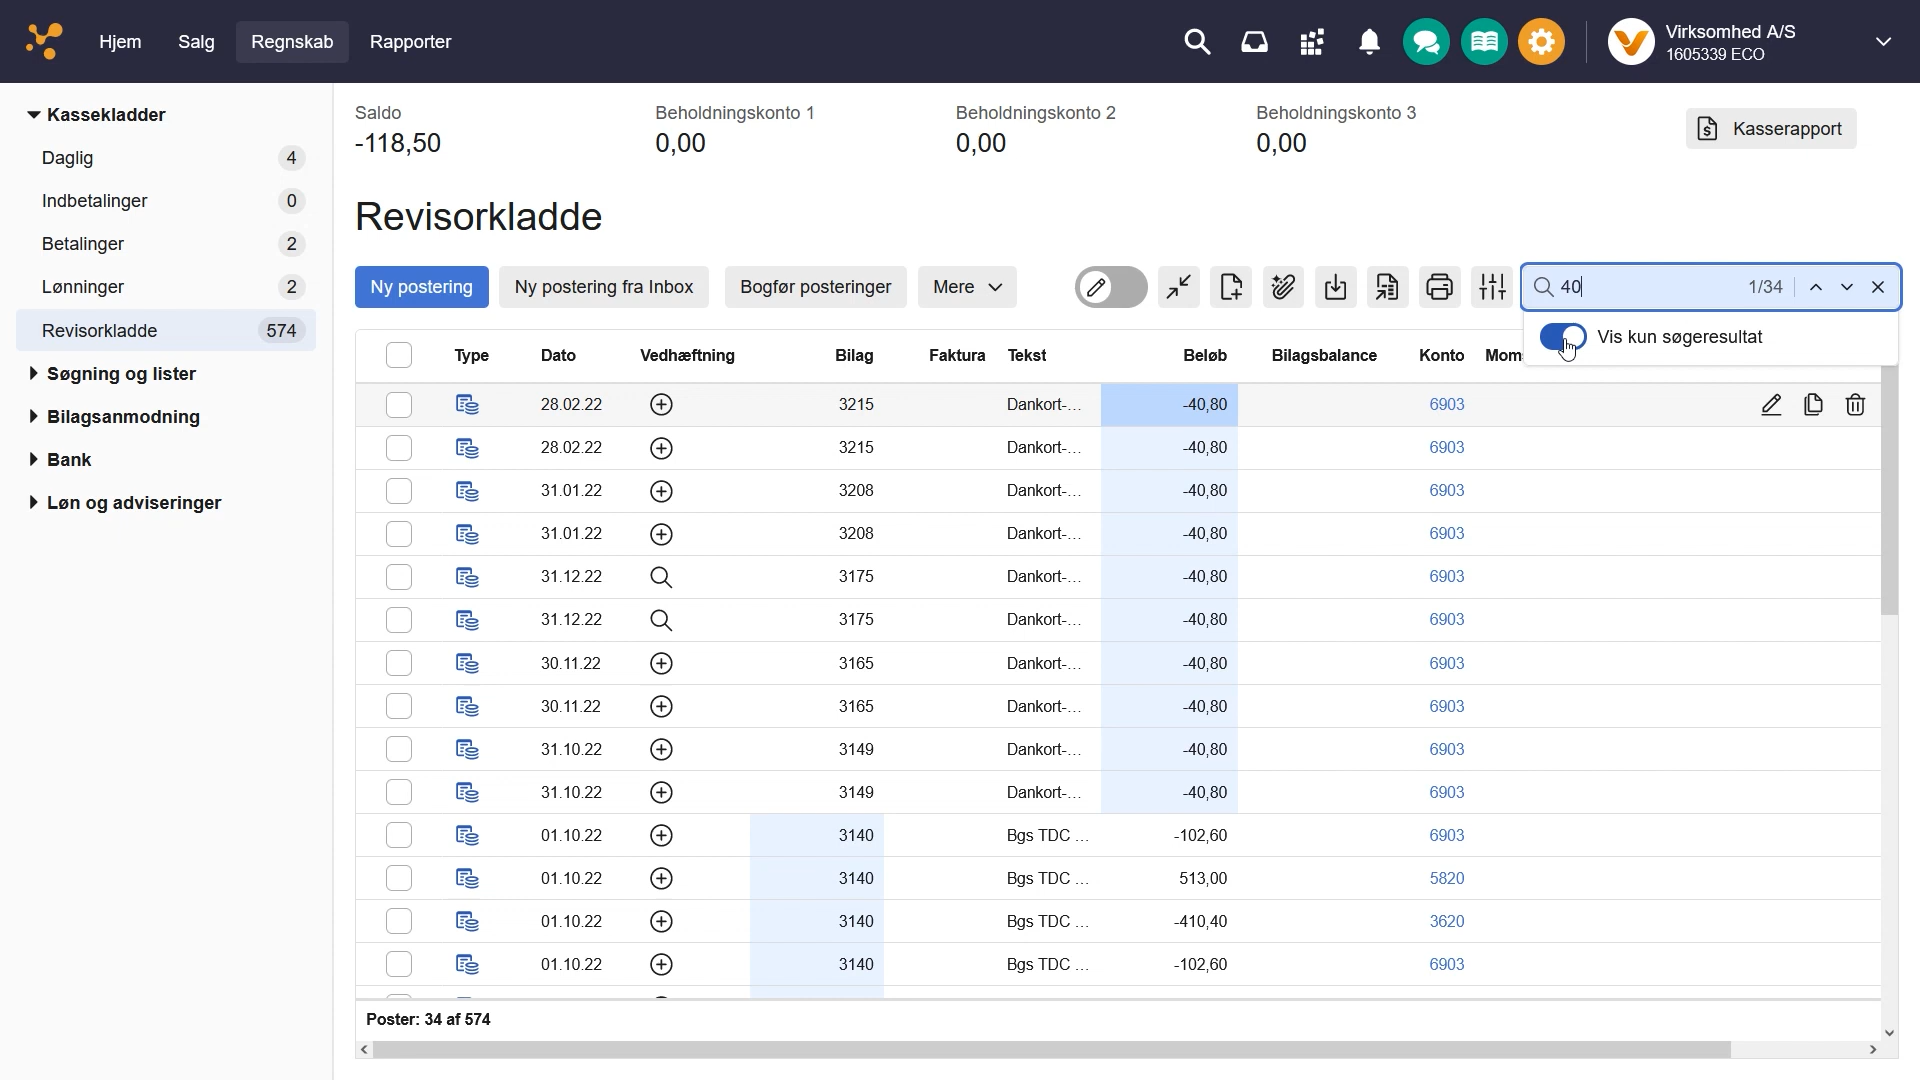 Hjem Salg Regnskab Rapporter
Virksomhed A/S
1605339 ECO
Kassekladder
Daglig 4
Indbetalinger 0
Betalinger 2
Lønninger 2
Revisorkladde 574
Søgning og lister
Bilagsanmodning
Bank
Løn og adviseringer
Saldo Beholdningskonto 1 Beholdningskonto 2 Beholdningskonto 3
-118,50 0,00 0,00 0,00
Kasserapport
Revisorkladde
Ny postering Ny postering fra Inbox Bogfør posteringer Mere 40 1/34
Vis kun søgeresultat
Type Dato Vedhæftning Bilag Faktura Tekst Beløb Bilagsbalance Konto Moms
28.02.22 3215 Dankort-... -40,80 6903
28.02.22 3215 Dankort-... -40,80 6903
31.01.22 3208 Dankort-... -40,80 6903
31.01.22 3208 Dankort-... -40,80 6903
31.12.22 3175 Dankort-... -40,80 6903
31.12.22 3175 Dankort-... -40,80 6903
30.11.22 3165 Dankort-... -40,80 6903
30.11.22 3165 Dankort-... -40,80 6903
31.10.22 3149 Dankort-... -40,80 6903
31.10.22 3149 Dankort-... -40,80 6903
01.10.22 3140 Bgs TDC ... -102,60 6903
01.10.22 3140 Bgs TDC ... 513,00 5820
01.10.22 3140 Bgs TDC ... -410,40 3620
01.10.22 3140 Bgs TDC ... -102,60 6903
Poster: 34 af 574